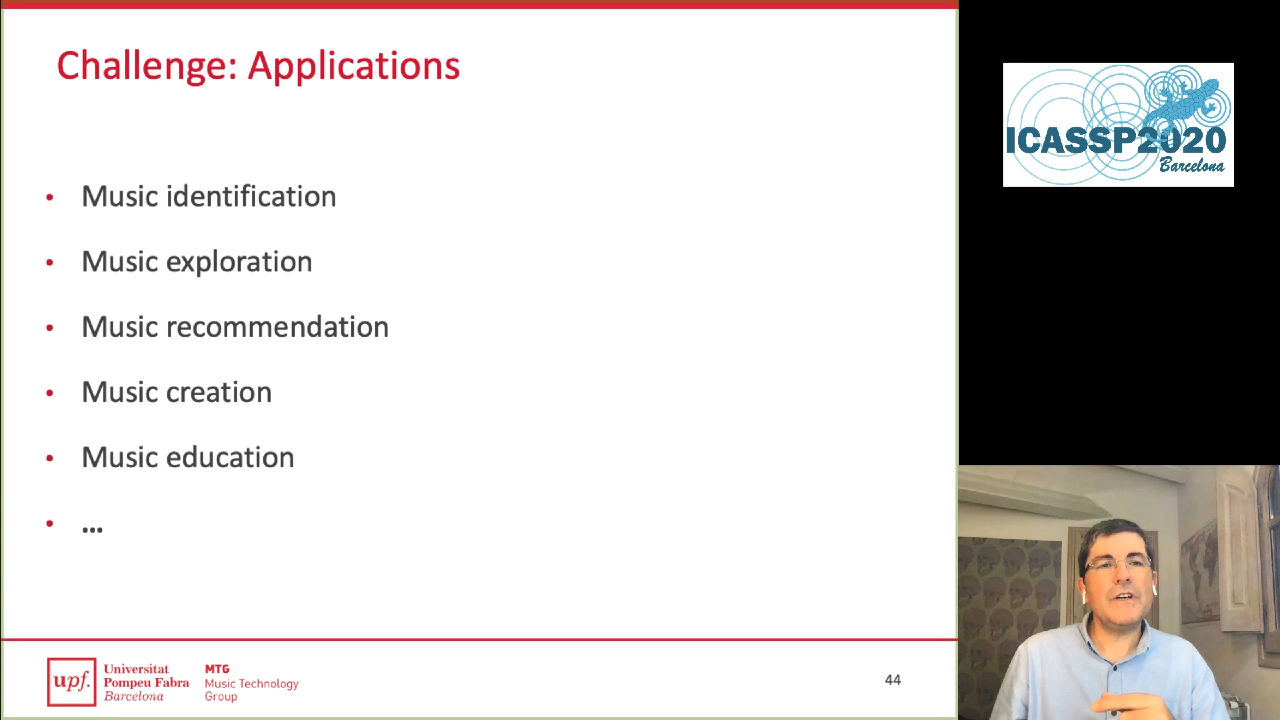 Challenge: Applications
• Music identification
• Music exploration
• Music recommendation
• Music creation
• Music education
• ...
upf.
Universitat
Pompeu Fabra
Barcelona
MTG
Music Technology
Group
44
ICASSP2020
Barcelona